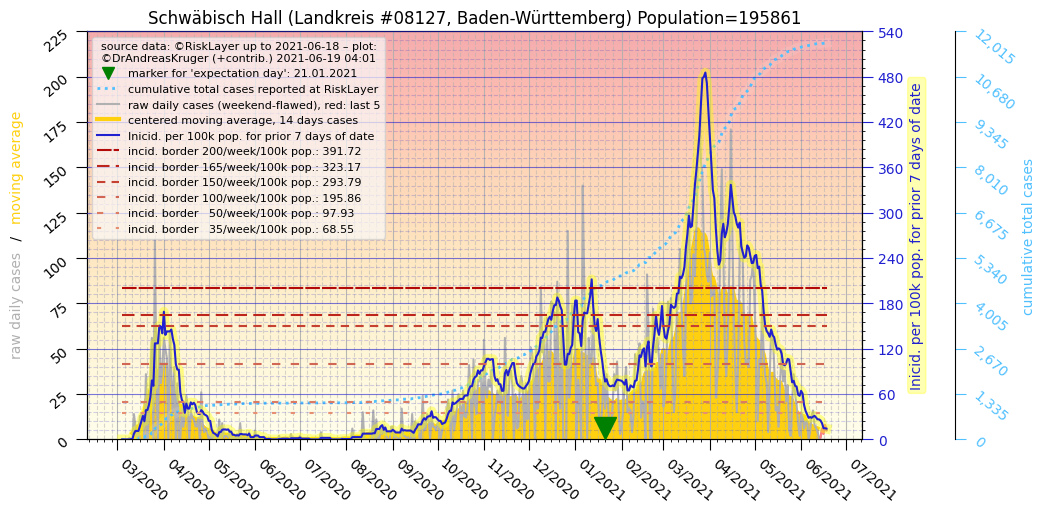 Schwäbisch Hall (Landkreis #08127, Baden-Württemberg) Population=195861
source data: ©RiskLayer up to 2021-06-18 – plot:
©DrAndreasKruger (+contrib.) 2021-06-19 04:01
marker for 'expectation day': 21.01.2021
cumulative total cases reported at RiskLayer
raw daily cases (weekend-flawed), red: last 5
centered moving average, 14 days cases
Inicid. per 100k pop. for prior 7 days of date
incid. border 200/week/100k pop.: 391.72
incid. border 165/week/100k pop.: 323.17
incid. border 150/week/100k pop.: 293.79
incid. border 100/week/100k pop.: 195.86
incid. border 50/week/100k pop.: 97.93
incid. border 35/week/100k pop.: 68.55
raw daily cases / moving average
225
200
175
150
125
100
75
50
25
0
03/2020
04/2020
05/2020
06/2020
07/2020
08/2020
09/2020
10/2020
11/2020
12/2020
01/2021
02/2021
03/2021
04/2021
05/2021
06/2021
07/2021
540
480
420
360
300
240
180
120
60
0
Inicid. per 100k pop. for prior 7 days of date
12,015
10,680
9,345
8,010
6,675
5,340
4,005
2,670
1,335
0
cumulative total cases